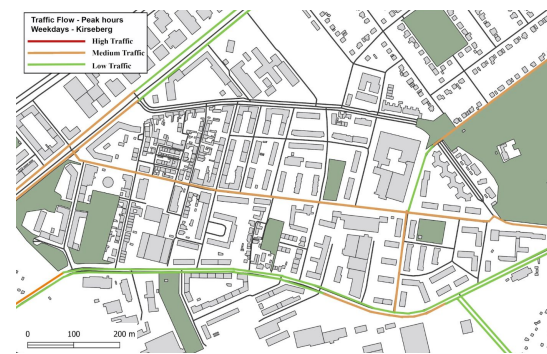 Traffic Flow - Peak hours
Weekdays - Kirseberg
High Traffic
Medium Traffic
Low Traffic
0 100 200 m